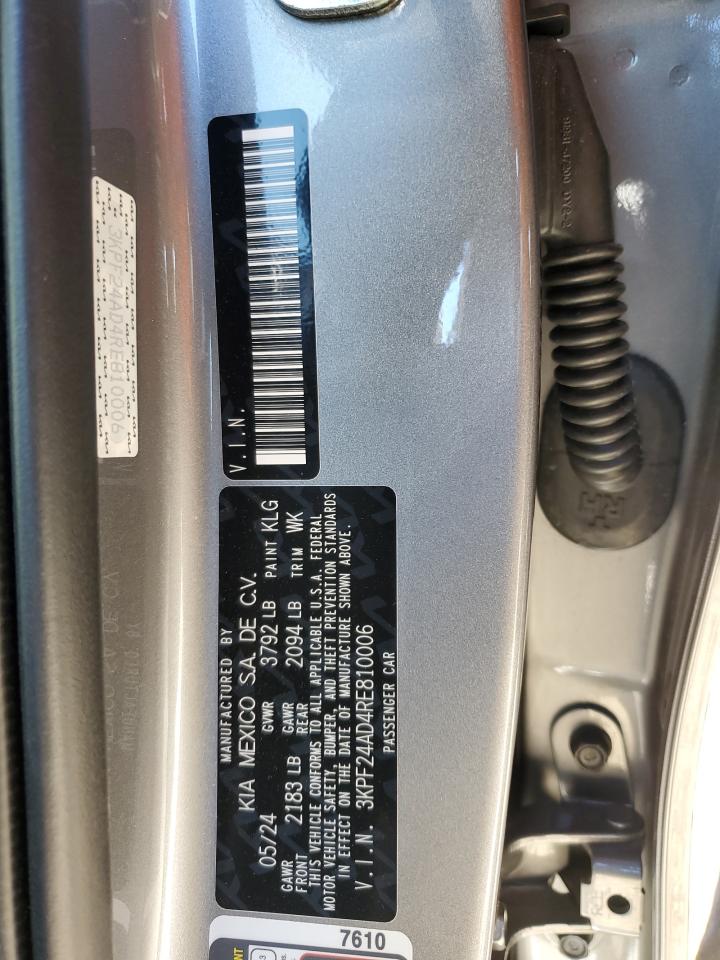 V.I.N.
MANUFACTURED BY
KIA MEXICO S.A. DE C.V.
05/24 GVWR 3792 LB PAINT KLG
GAWR FRONT 2183 LB GAWR REAR 2094 LB TRIM WK
THIS VEHICLE CONFORMS TO ALL APPLICABLE U.S.A. FEDERAL
MOTOR VEHICLE SAFETY, BUMPER, AND THEFT PREVENTION STANDARDS
IN EFFECT ON THE DATE OF MANUFACTURE SHOWN ABOVE.
V.I.N. 3KPF24AD4RE810006
PASSENGER CAR
3KPF24AD4RE810006
7610
RH